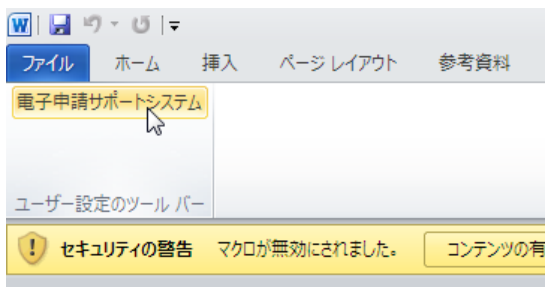 W
ファイル ホーム 挿入 ページ レイアウト 参考資料
電子申請サポートシステム
ユーザー設定のツール バー
セキュリティの警告 マクロが無効にされました。 コンテンツの有